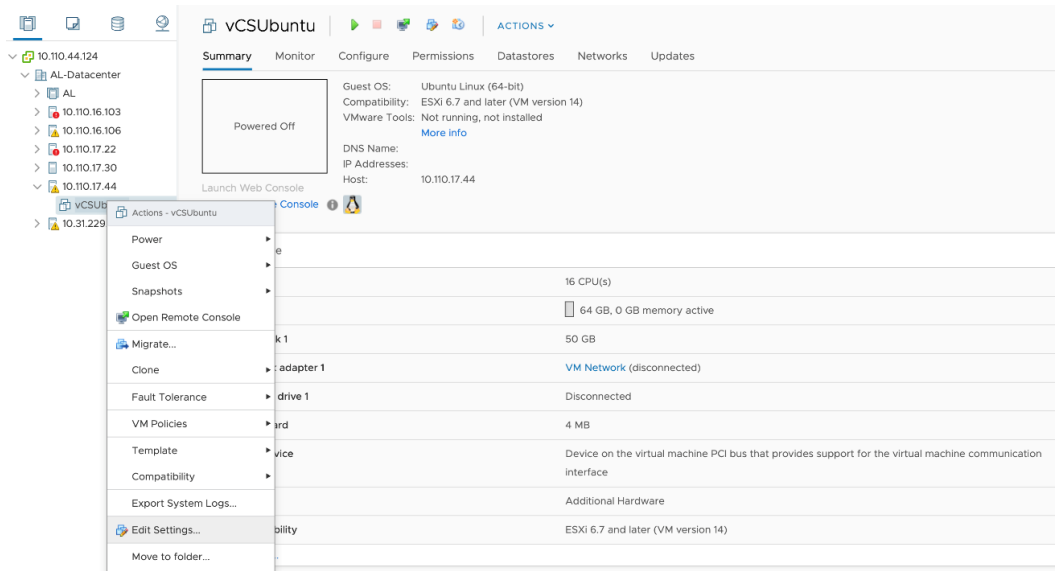 vCSUbuntu
ACTIONS
Summary Monitor Configure Permissions Datastores Networks Updates
10.110.44.124
AL-Datacenter
AL
10.110.16.103
10.110.16.106
10.110.17.22
10.110.17.30
10.110.17.44
vCSUb
10.31.229
Powered Off
Launch Web Console
Console
Guest OS: Ubuntu Linux (64-bit)
Compatibility: ESXi 6.7 and later (VM version 14)
VMware Tools: Not running, not installed
More info
DNS Name:
IP Addresses:
Host: 10.110.17.44
Actions - vCSUbuntu
Power
Guest OS
Snapshots
Open Remote Console
Migrate...
Clone
Fault Tolerance
VM Policies
Template
Compatibility
Export System Logs...
Edit Settings...
Move to folder...
e
16 CPU(s)
64 GB, 0 GB memory active
k 1 50 GB
adapter 1 VM Network (disconnected)
drive 1 Disconnected
ard 4 MB
vice Device on the virtual machine PCI bus that provides support for the virtual machine communication
interface
Additional Hardware
bility ESXi 6.7 and later (VM version 14)